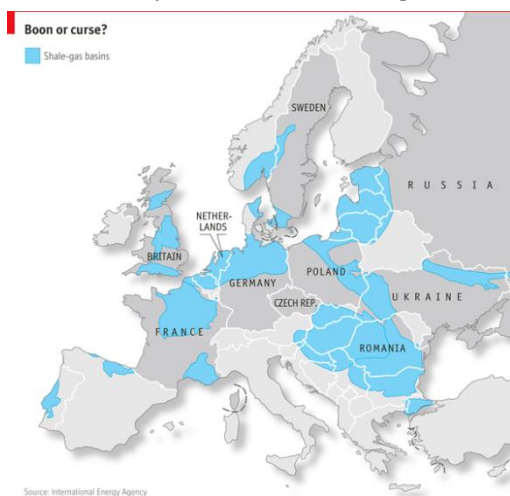 Boon or curse?
Shale-gas basins
SWEDEN
RUSSIA
NETHER-
LANDS
BRITAIN
GERMANY
POLAND
CZECH REP.
UKRAINE
FRANCE
ROMANIA
Source: International Energy Agency